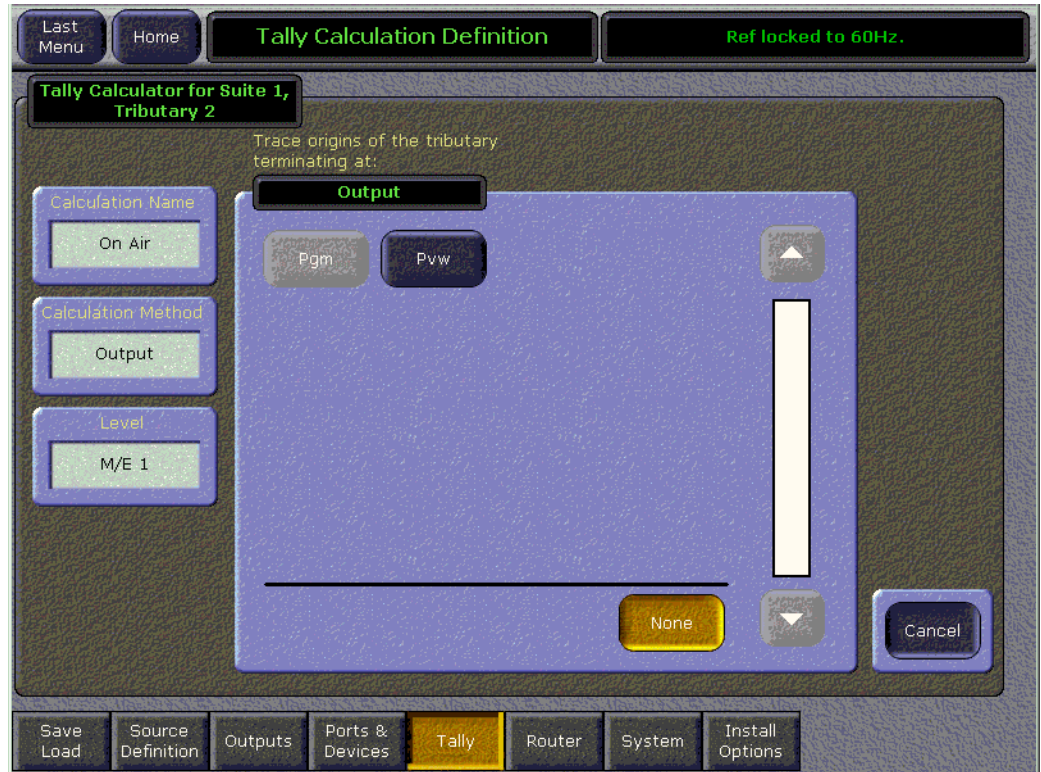 Last
Menu
Home
Tally Calculation Definition
Ref locked to 60Hz.
Tally Calculator for Suite 1,
Tributary 2
Trace origins of the tributary
terminating at:
Output
Calculation Name
On Air
Pgm
Pvw
Calculation Method
Output
Level
M/E 1
None
Cancel
Save
Load
Source
Definition
Outputs
Ports &
Devices
Tally
Router
System
Install
Options